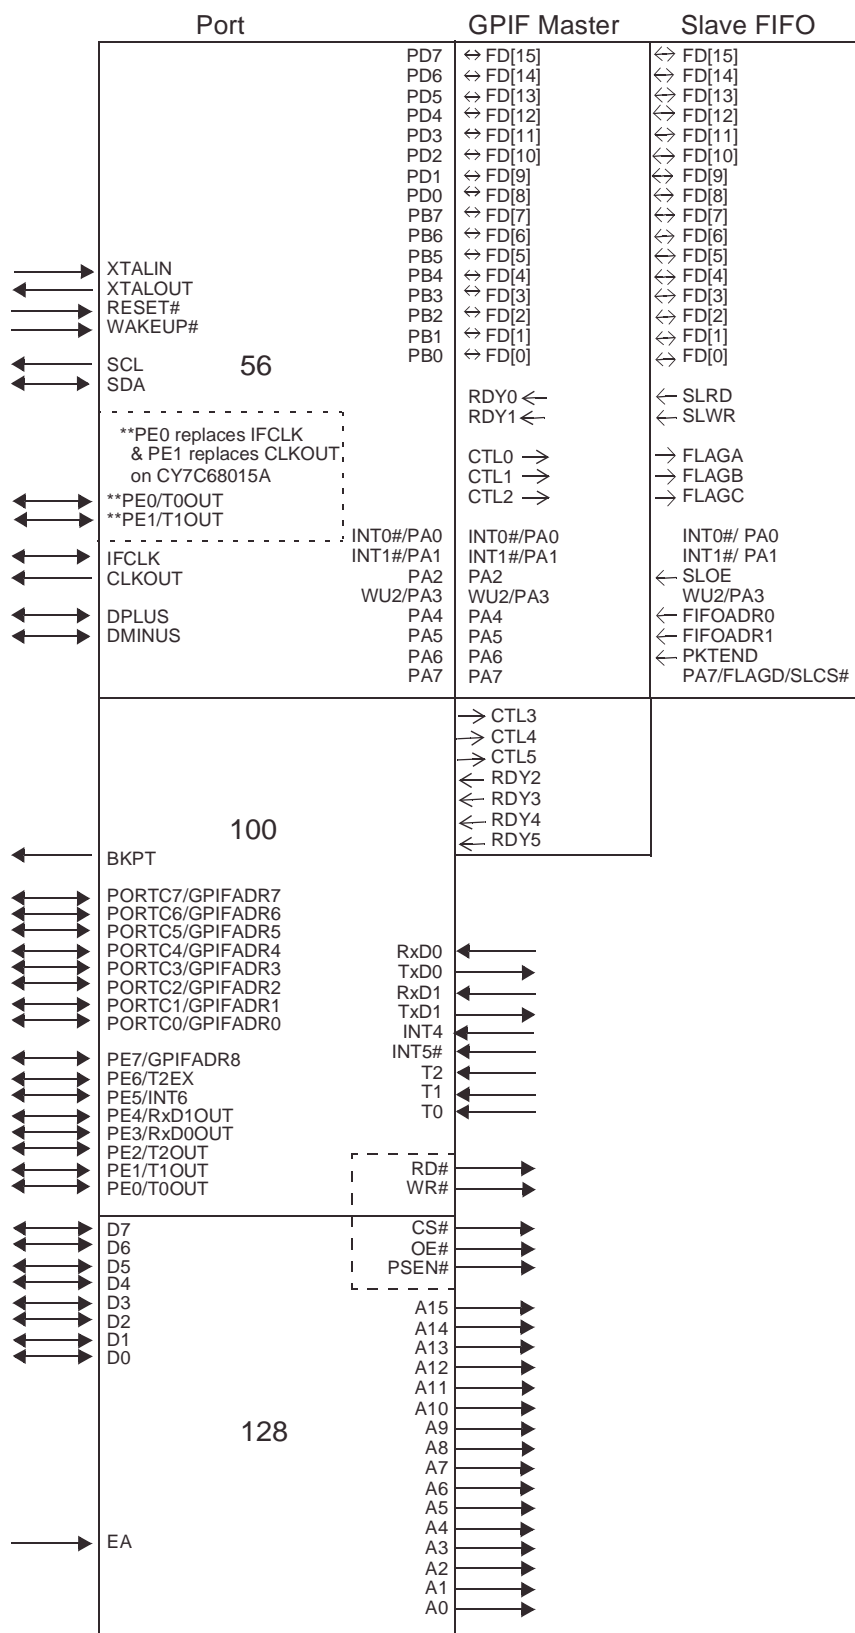 Port GPIF Master Slave FIFO
PD7 FD[15] FD[15]
PD6 FD[14] FD[14]
PD5 FD[13] FD[13]
PD4 FD[12] FD[12]
PD3 FD[11] FD[11]
PD2 FD[10] FD[10]
PD1 FD[9] FD[9]
PD0 FD[8] FD[8]
PB7 FD[7] FD[7]
PB6 FD[6] FD[6]
PB5 FD[5] FD[5]
XTALIN PB4 FD[4] FD[4]
XTALOUT PB3 FD[3] FD[3]
RESET# PB2 FD[2] FD[2]
WAKEUP# PB1 FD[1] FD[1]
SCL 56 PB0 FD[0] FD[0]
SDA
RDY0 SLRD
RDY1 SLWR
**PE0 replaces IFCLK
& PE1 replaces CLKOUT
on CY7C68015A
CTL0 FLAGA
CTL1 FLAGB
**PE0/T0OUT CTL2 FLAGC
**PE1/T1OUT
INT0#/PA0 INT0#/PA0 INT0#/ PA0
IFCLK INT1#/PA1 INT1#/PA1 INT1#/ PA1
CLKOUT PA2 PA2 SLOE
WU2/PA3 WU2/PA3 WU2/PA3
DPLUS PA4 PA4 FIFOADR0
DMINUS PA5 PA5 FIFOADR1
PA6 PA6 PKTEND
PA7 PA7 PA7/FLAGD/SLCS#
CTL3
CTL4
CTL5
RDY2
RDY3
100 RDY4
RDY5
BKPT
PORTC7/GPIFADR7
PORTC6/GPIFADR6
PORTC5/GPIFADR5
PORTC4/GPIFADR4 RxD0
PORTC3/GPIFADR3 TxD0
PORTC2/GPIFADR2 RxD1
PORTC1/GPIFADR1 TxD1
PORTC0/GPIFADR0 INT4
PE7/GPIFADR8 INT5#
PE6/T2EX T2
PE5/INT6 T1
PE4/RxD1OUT T0
PE3/RxD0OUT
PE2/T2OUT
PE1/T1OUT RD#
PE0/T0OUT WR#
D7 CS#
D6 OE#
D5 PSEN#
D4
D3 A15
D2 A14
D1 A13
D0 A12
A11
A10
128 A9
A8
A7
A6
A5
A4
EA A3
A2
A1
A0